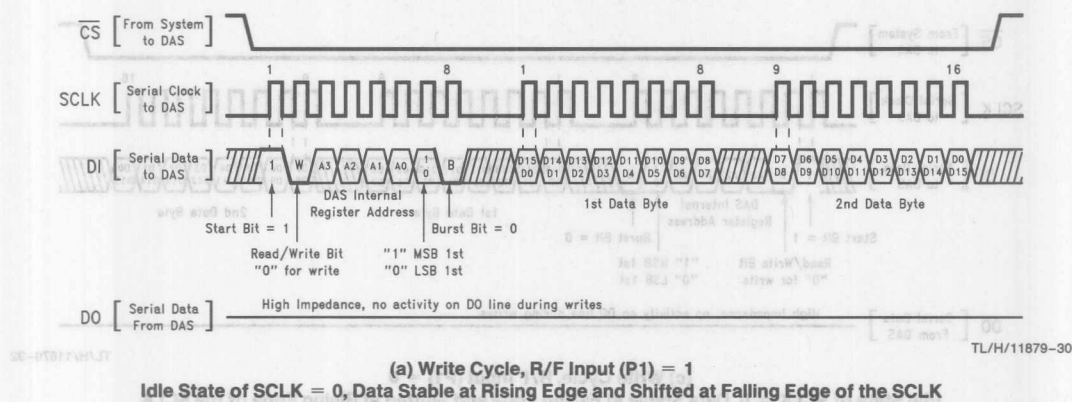 CS [ From System to DAS ]
1 8 1 8 9 16
SCLK [ Serial Clock to DAS ]
DI [ Serial Data to DAS ]
1 W A3 A2 A1 A0 1 B D15 D14 D13 D12 D11 D10 D9 D8 D7 D6 D5 D4 D3 D2 D1 D0
0 D0 D1 D2 D3 D4 D5 D6 D7 D8 D9 D10 D11 D12 D13 D14 D15
DAS Internal
Register Address
1st Data Byte
2nd Data Byte
Start Bit = 1
Burst Bit = 0
Read/Write Bit
"0" for write
"1" MSB 1st
"0" LSB 1st
DO [ Serial Data From DAS ]
High Impedance, no activity on DO line during writes
TL/H/11879-30
(a) Write Cycle, R/F Input (P1) = 1
Idle State of SCLK = 0, Data Stable at Rising Edge and Shifted at Falling Edge of the SCLK